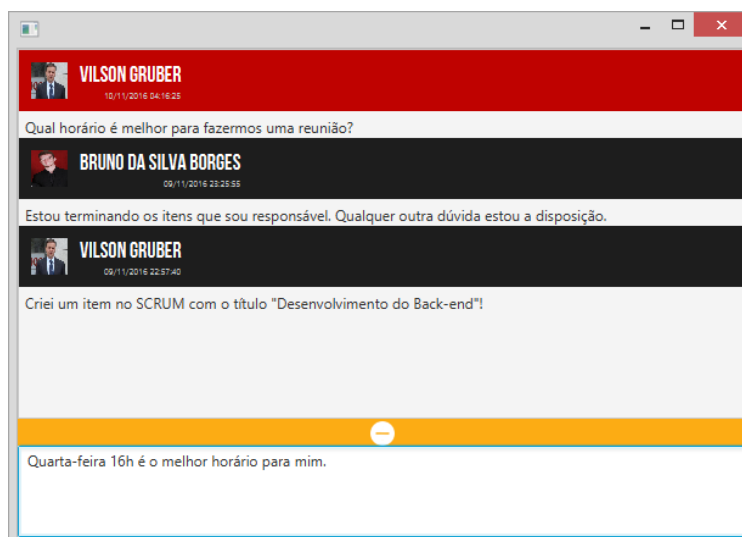 VILSON GRUBER
10/11/2016 04:16:25
Qual horário é melhor para fazermos uma reunião?
BRUNO DA SILVA BORGES
09/11/2016 23:25:55
Estou terminando os itens que sou responsável. Qualquer outra dúvida estou a disposição.
VILSON GRUBER
09/11/2016 22:57:40
Criei um item no SCRUM com o título "Desenvolvimento do Back-end"!
Quarta-feira 16h é o melhor horário para mim.